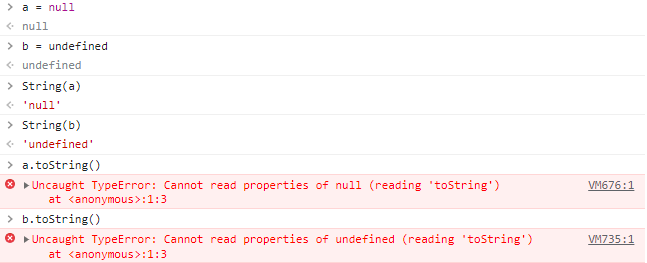 a = null
null
b = undefined
undefined
String(a)
'null'
String(b)
'undefined'
a.toString()
Uncaught TypeError: Cannot read properties of null (reading 'toString') VM676:1
at <anonymous>:1:3
b.toString()
Uncaught TypeError: Cannot read properties of undefined (reading 'toString') VM735:1
at <anonymous>:1:3